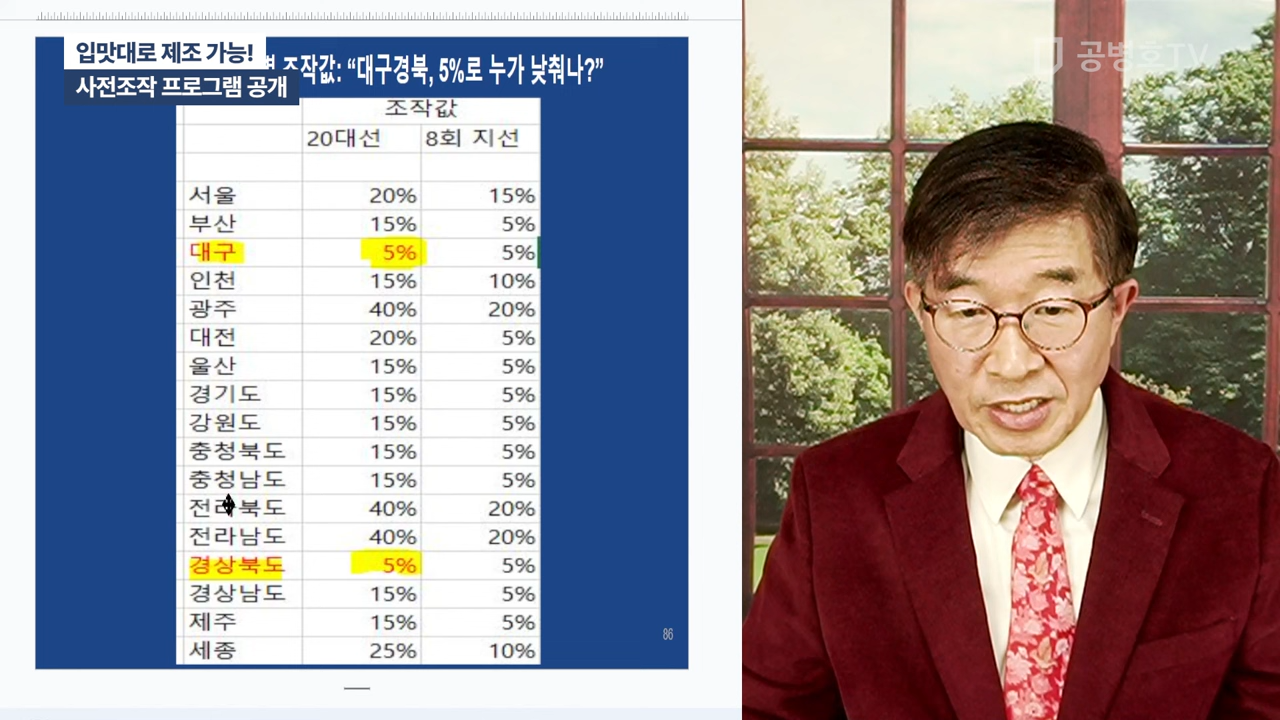 입맛대로 제조 가능!
사전조작 프로그램 공개
조작값: “대구경북, 5%로 누가 낮춰나?”
공병호TV
조작값
20대선 8회 지선
서울 20% 15%
부산 15% 5%
대구 5% 5%
인천 15% 10%
광주 40% 20%
대전 20% 5%
울산 15% 5%
경기도 15% 5%
강원도 15% 5%
충청북도 15% 5%
충청남도 15% 5%
전라북도 40% 20%
전라남도 40% 20%
경상북도 5% 5%
경상남도 15% 5%
제주 15% 5%
세종 25% 10%
86